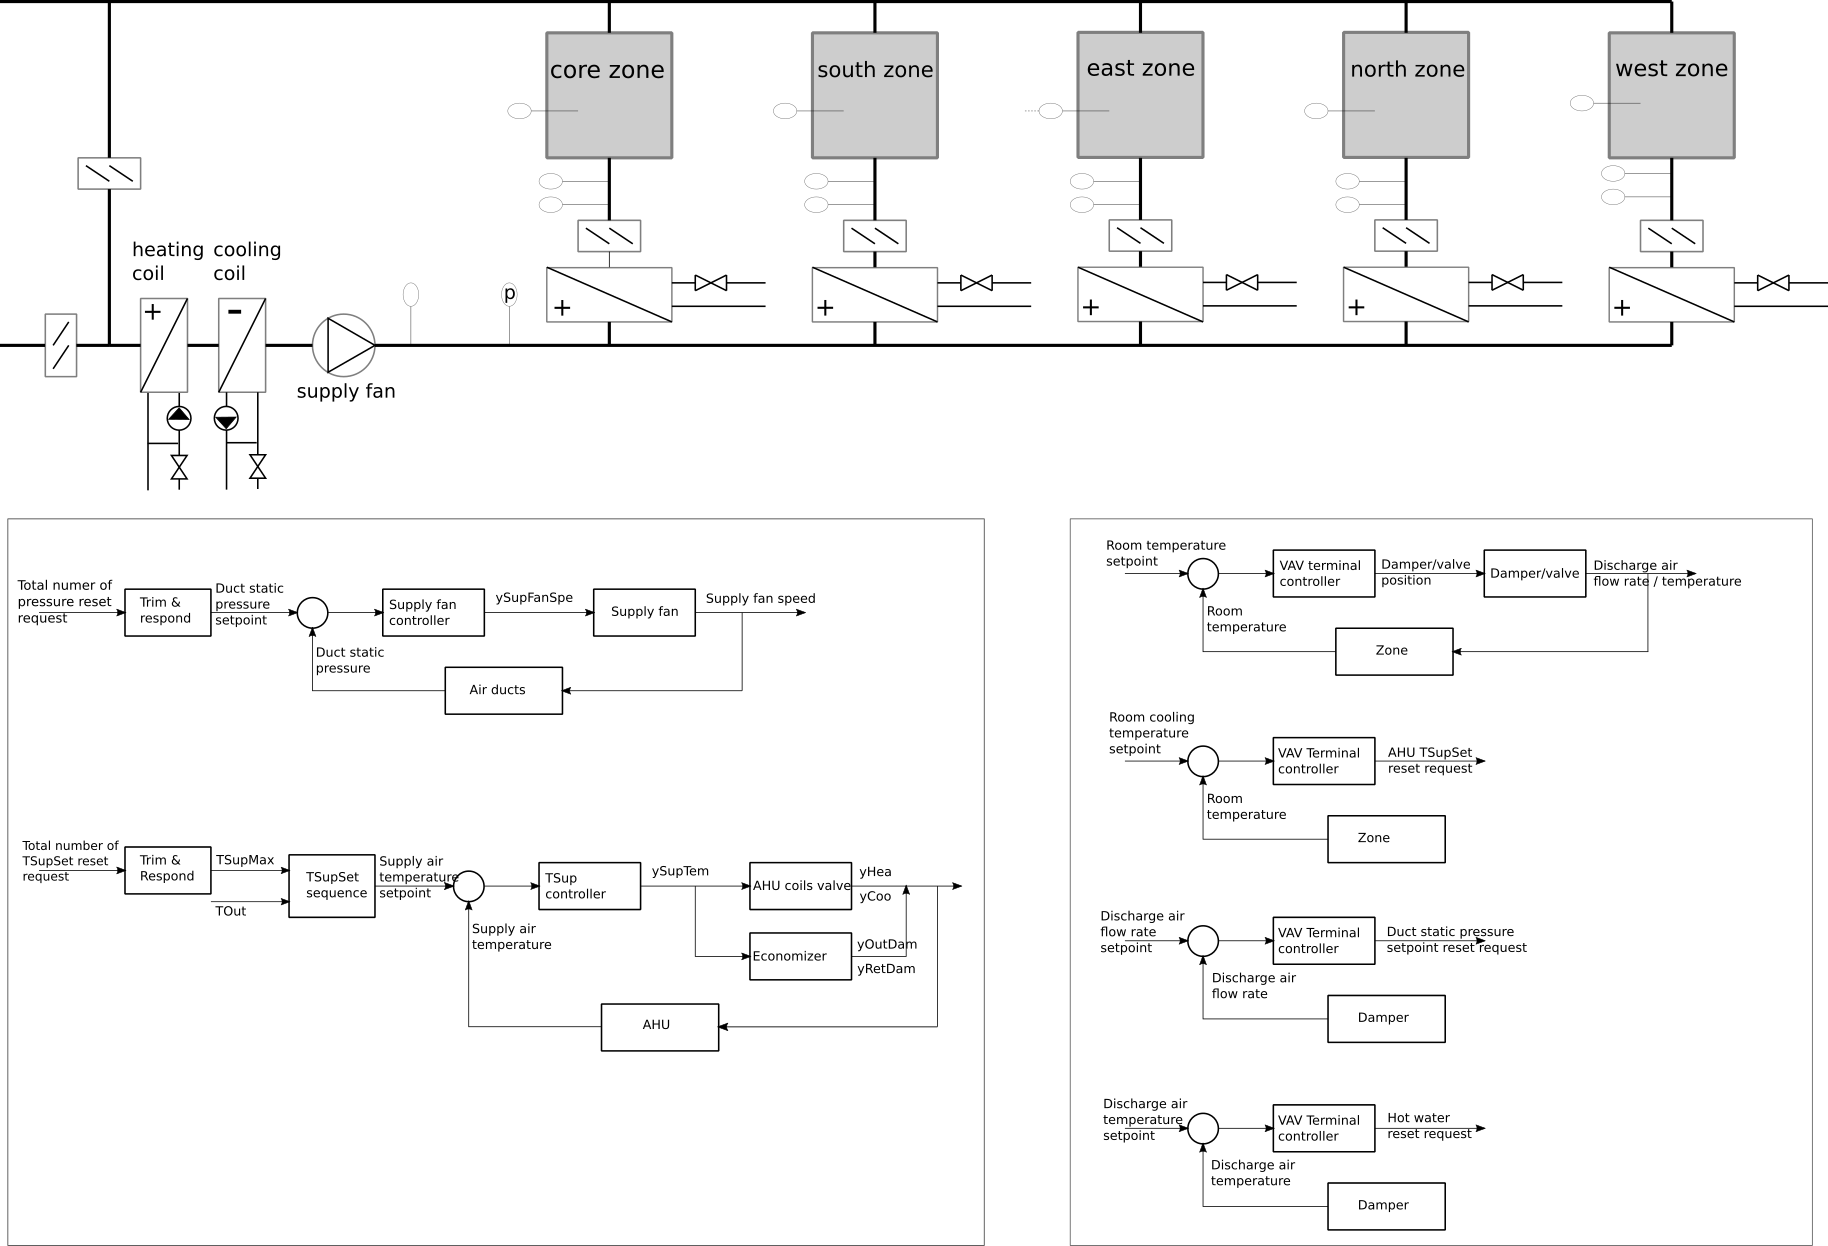 core zone
south zone
east zone
north zone
west zone
heating
coil
cooling
coil
+
-
p
+
+
+
+
+
supply fan
Total numer of
pressure reset
request
Trim &
respond
Duct static
pressure
setpoint
Supply fan
controller
ySupFanSpe
Supply fan
Supply fan speed
Duct static
pressure
Air ducts
Total number of
TSupSet reset
request
Trim &
Respond
TSupMax
TOut
TSupSet
sequence
Supply air
temperature
setpoint
TSup
controller
ySupTem
AHU coils valve
yHea
yCoo
Supply air
temperature
Economizer
yOutDam
yRetDam
AHU
Room temperature
setpoint
VAV terminal
controller
Damper/valve
position
Damper/valve
Discharge air
flow rate / temperature
Room
temperature
Zone
Room cooling
temperature
setpoint
VAV Terminal
controller
AHU TSupSet
reset request
Room
temperature
Zone
Discharge air
flow rate
setpoint
VAV Terminal
controller
Duct static pressure
setpoint reset request
Discharge air
flow rate
Damper
Discharge air
temperature
setpoint
VAV Terminal
controller
Hot water
reset request
Discharge air
temperature
Damper